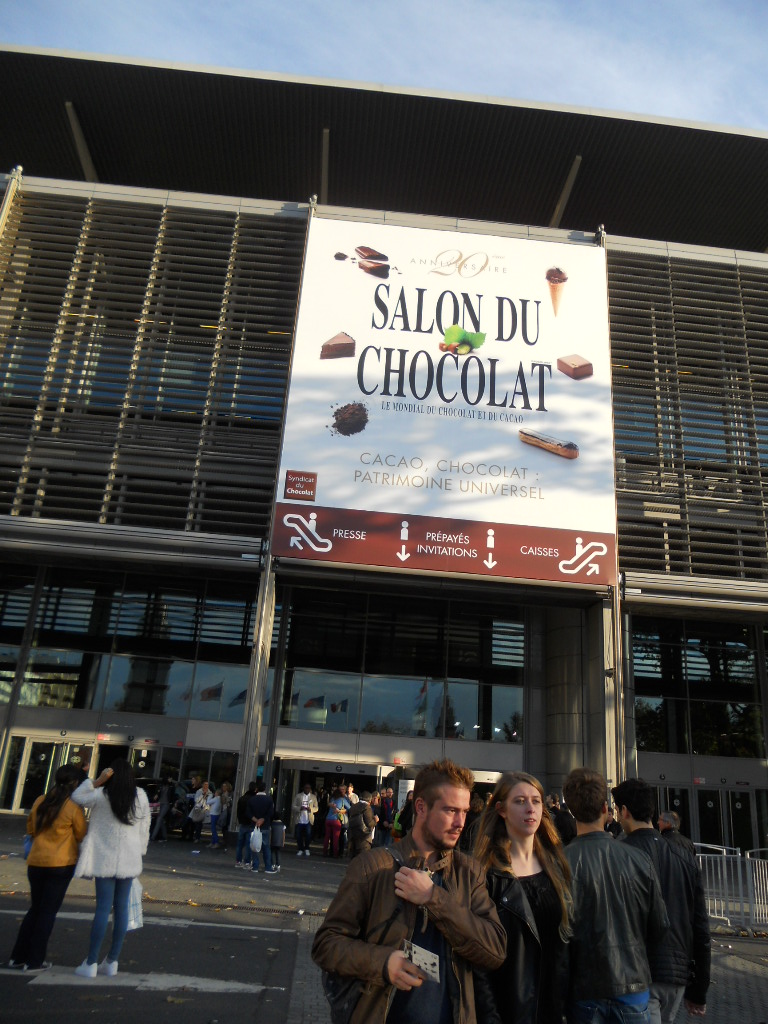 20ème
ANNIVERSAIRE
SALON DU
CHOCOLAT
LE MONDIAL DU CHOCOLAT ET DU CACAO
CACAO, CHOCOLAT :
PATRIMOINE UNIVERSEL
Syndicat
du
Chocolat
PRESSE
PRÉPAYÉS
INVITATIONS
CAISSES